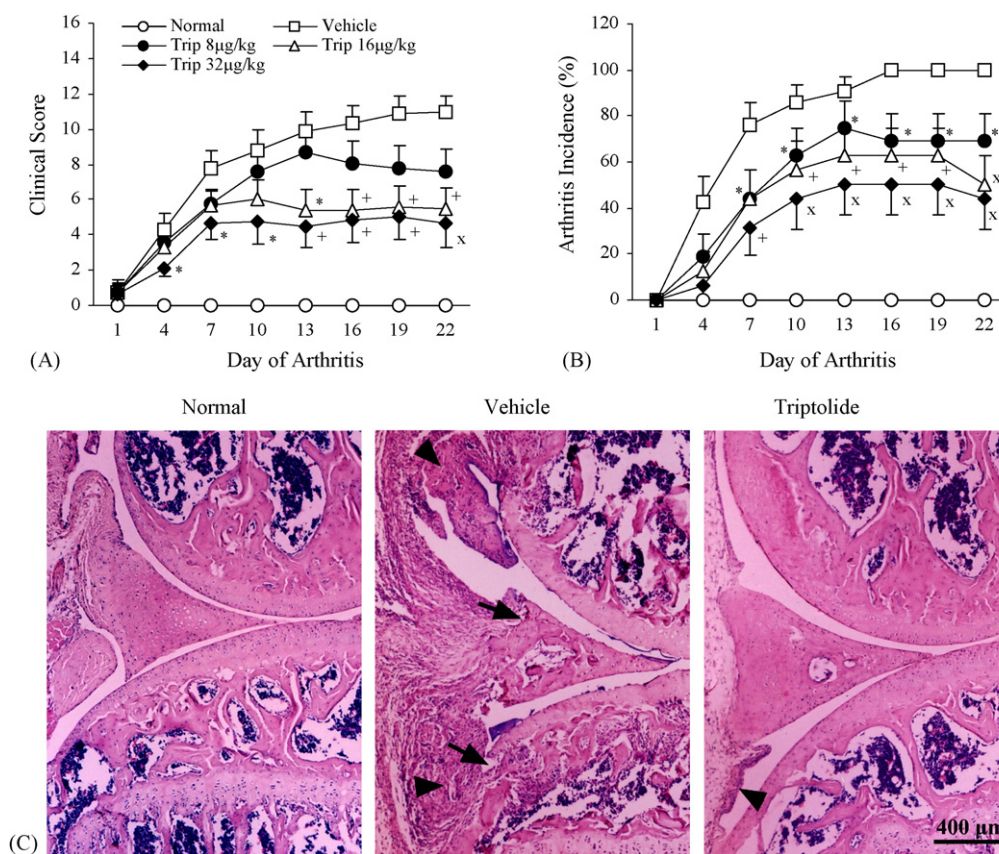 Normal Vehicle
Trip 8μg/kg Trip 16μg/kg
Trip 32μg/kg
Clinical Score
16
14
12
10
8
6
4
2
0
* * * * + + + + + + x
1 4 7 10 13 16 19 22
(A) Day of Arthritis
Arthritis Incidence (%)
120
100
80
60
40
20
0
* * * * * * + + + + + x x x x x
1 4 7 10 13 16 19 22
(B) Day of Arthritis
Normal Vehicle Triptolide
(C)
400 μm